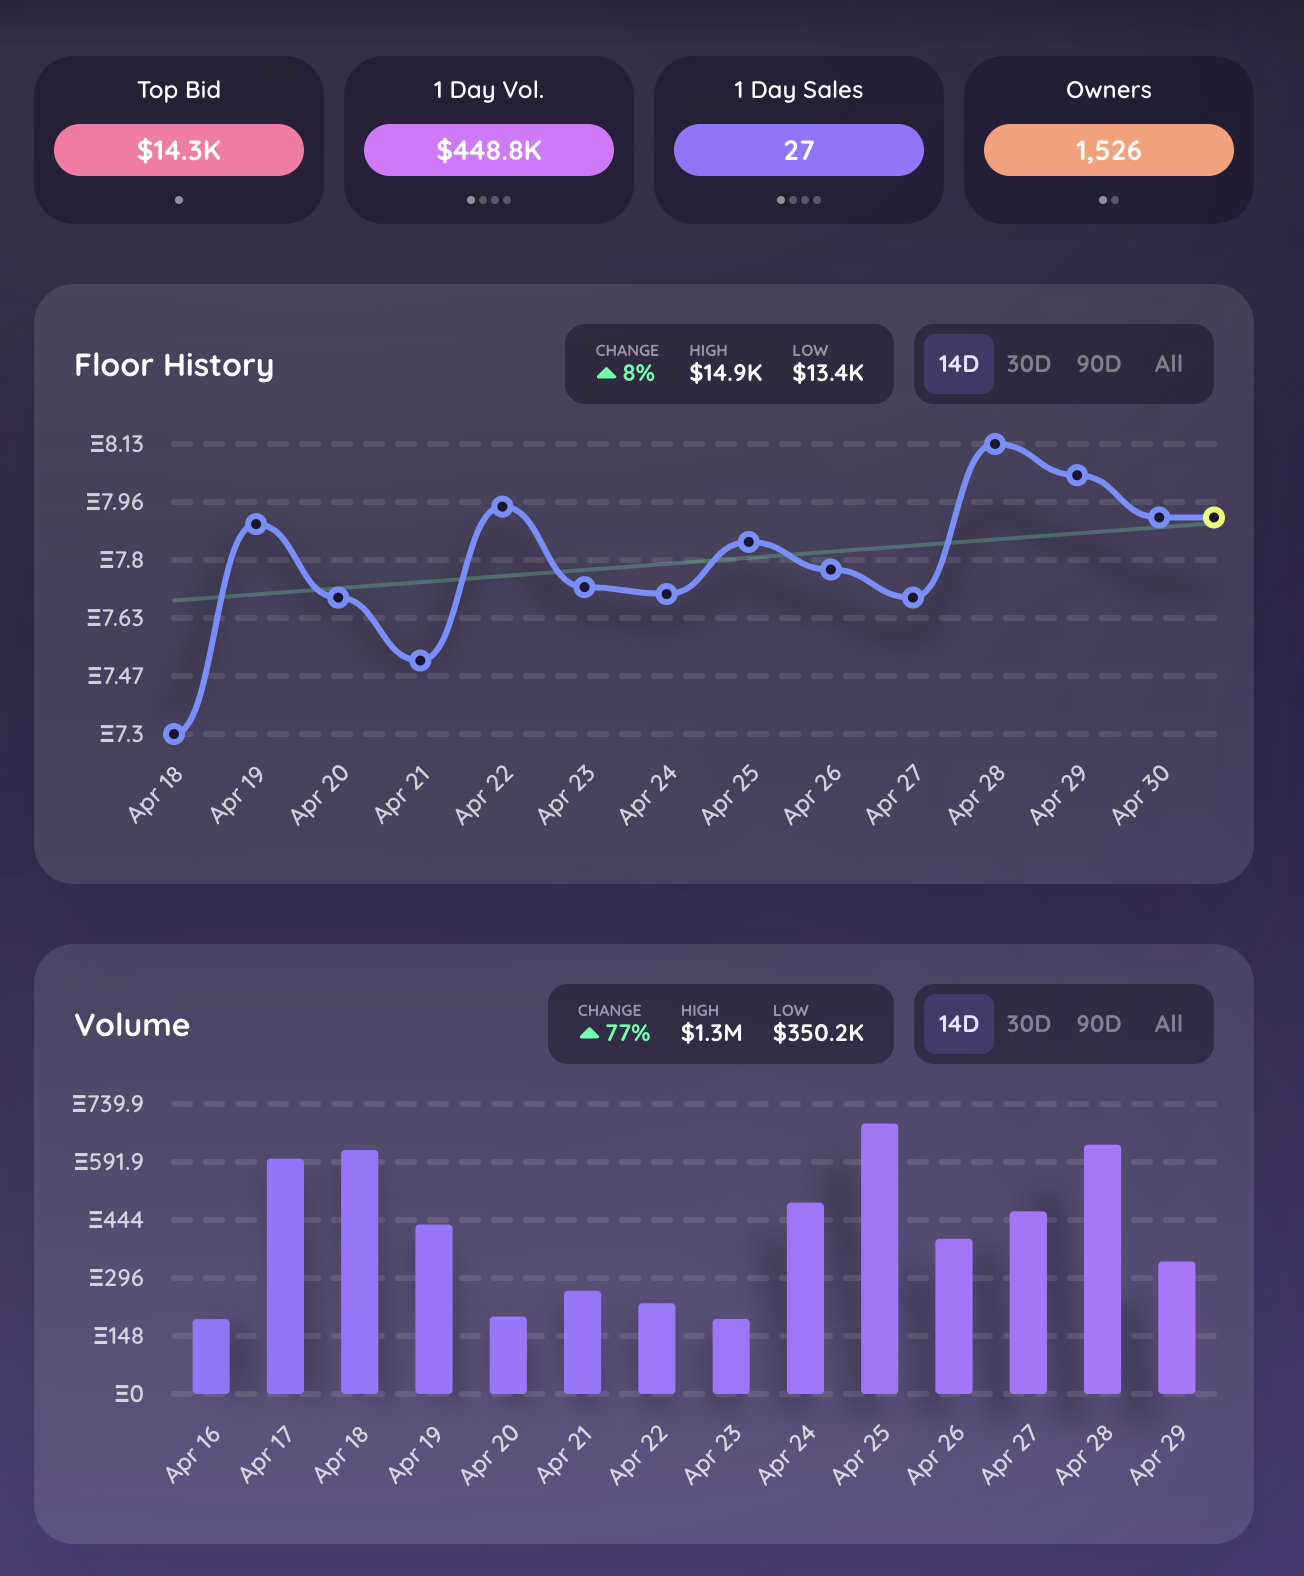 Top Bid
$14.3K
1 Day Vol.
$448.8K
1 Day Sales
27
Owners
1,526
Floor History
CHANGE
8%
HIGH
$14.9K
LOW
$13.4K
14D
30D
90D
All
Ξ8.13
Ξ7.96
Ξ7.8
Ξ7.63
Ξ7.47
Ξ7.3
Apr 18
Apr 19
Apr 20
Apr 21
Apr 22
Apr 23
Apr 24
Apr 25
Apr 26
Apr 27
Apr 28
Apr 29
Apr 30
Volume
CHANGE
77%
HIGH
$1.3M
LOW
$350.2K
14D
30D
90D
All
Ξ739.9
Ξ591.9
Ξ444
Ξ296
Ξ148
Ξ0
Apr 16
Apr 17
Apr 18
Apr 19
Apr 20
Apr 21
Apr 22
Apr 23
Apr 24
Apr 25
Apr 26
Apr 27
Apr 28
Apr 29